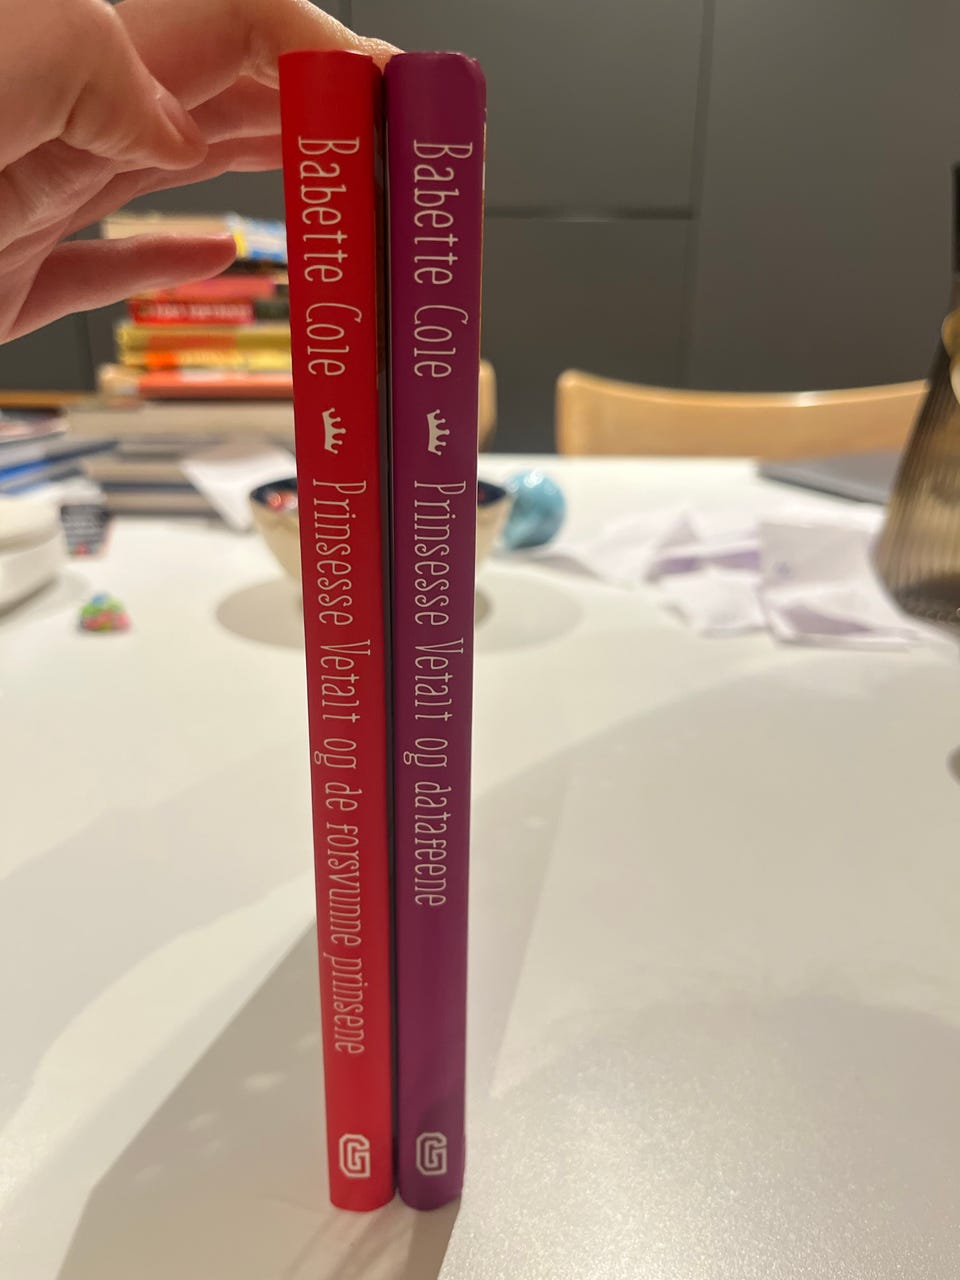 Babette Cole Prinsesse Vetalt og de forsvunne prinsene G
Babette Cole Prinsesse Vetalt og datafeene G